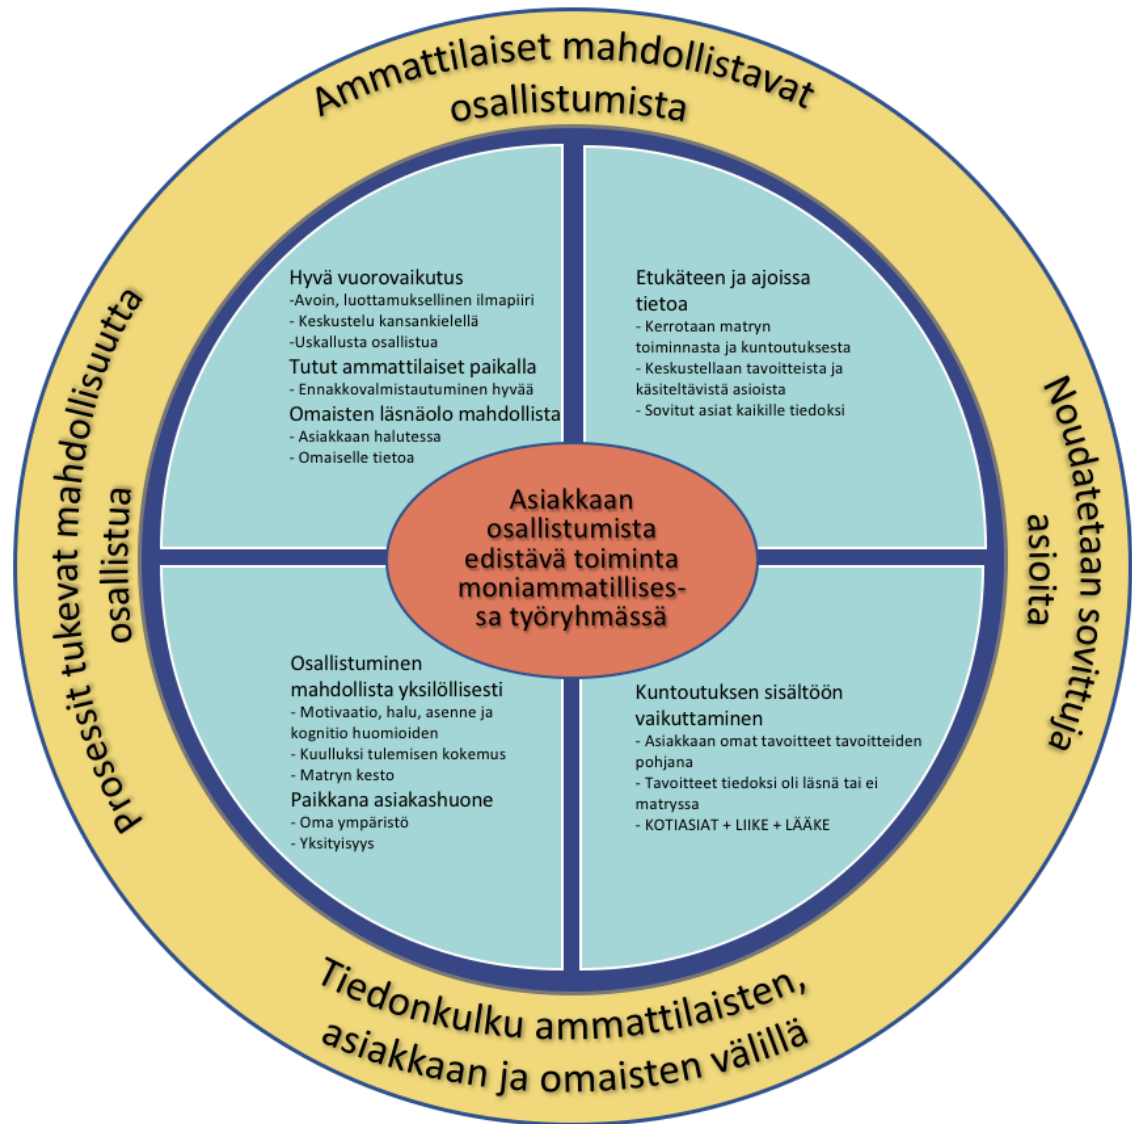 Ammattilaiset mahdollistavat
osallistumista
Prosessit tukevat mahdollisuutta
osallistua
Hyvä vuorovaikutus
-Avoin, luottamuksellinen ilmapiiri
- Keskustelu kansankielellä
-Uskallusta osallistua
Tutut ammattilaiset paikalla
- Ennakkovalmistautuminen hyvää
Omaisten läsnäolo mahdollista
- Asiakkaan halutessa
- Omaiselle tietoa
Etukäteen ja ajoissa
tietoa
- Kerrotaan matryn
toiminnasta ja kuntoutuksesta
- Keskustellaan tavoitteista ja
käsiteltävistä asioista
- Sovitut asiat kaikille tiedoksi
Noudatetaan sovittuja
asioita
Asiakkaan
osallistumista
edistävä toiminta
moniammatillises-
sa työryhmässä
Osallistuminen
mahdollista yksilöllisesti
- Motivaatio, halu, asenne ja
kognitio huomioiden
- Kuulluksi tulemisen kokemus
- Matryn kesto
Paikkana asiakashuone
- Oma ympäristö
- Yksityisyys
Kuntoutuksen sisältöön
vaikuttaminen
- Asiakkaan omat tavoitteet tavoitteiden
pohjana
- Tavoitteet tiedoksi oli läsnä tai ei
matryssa
- KOTIASIAT + LIIKE + LÄÄKE
Tiedonkulku ammattilaisten,
asiakkaan ja omaisten välillä